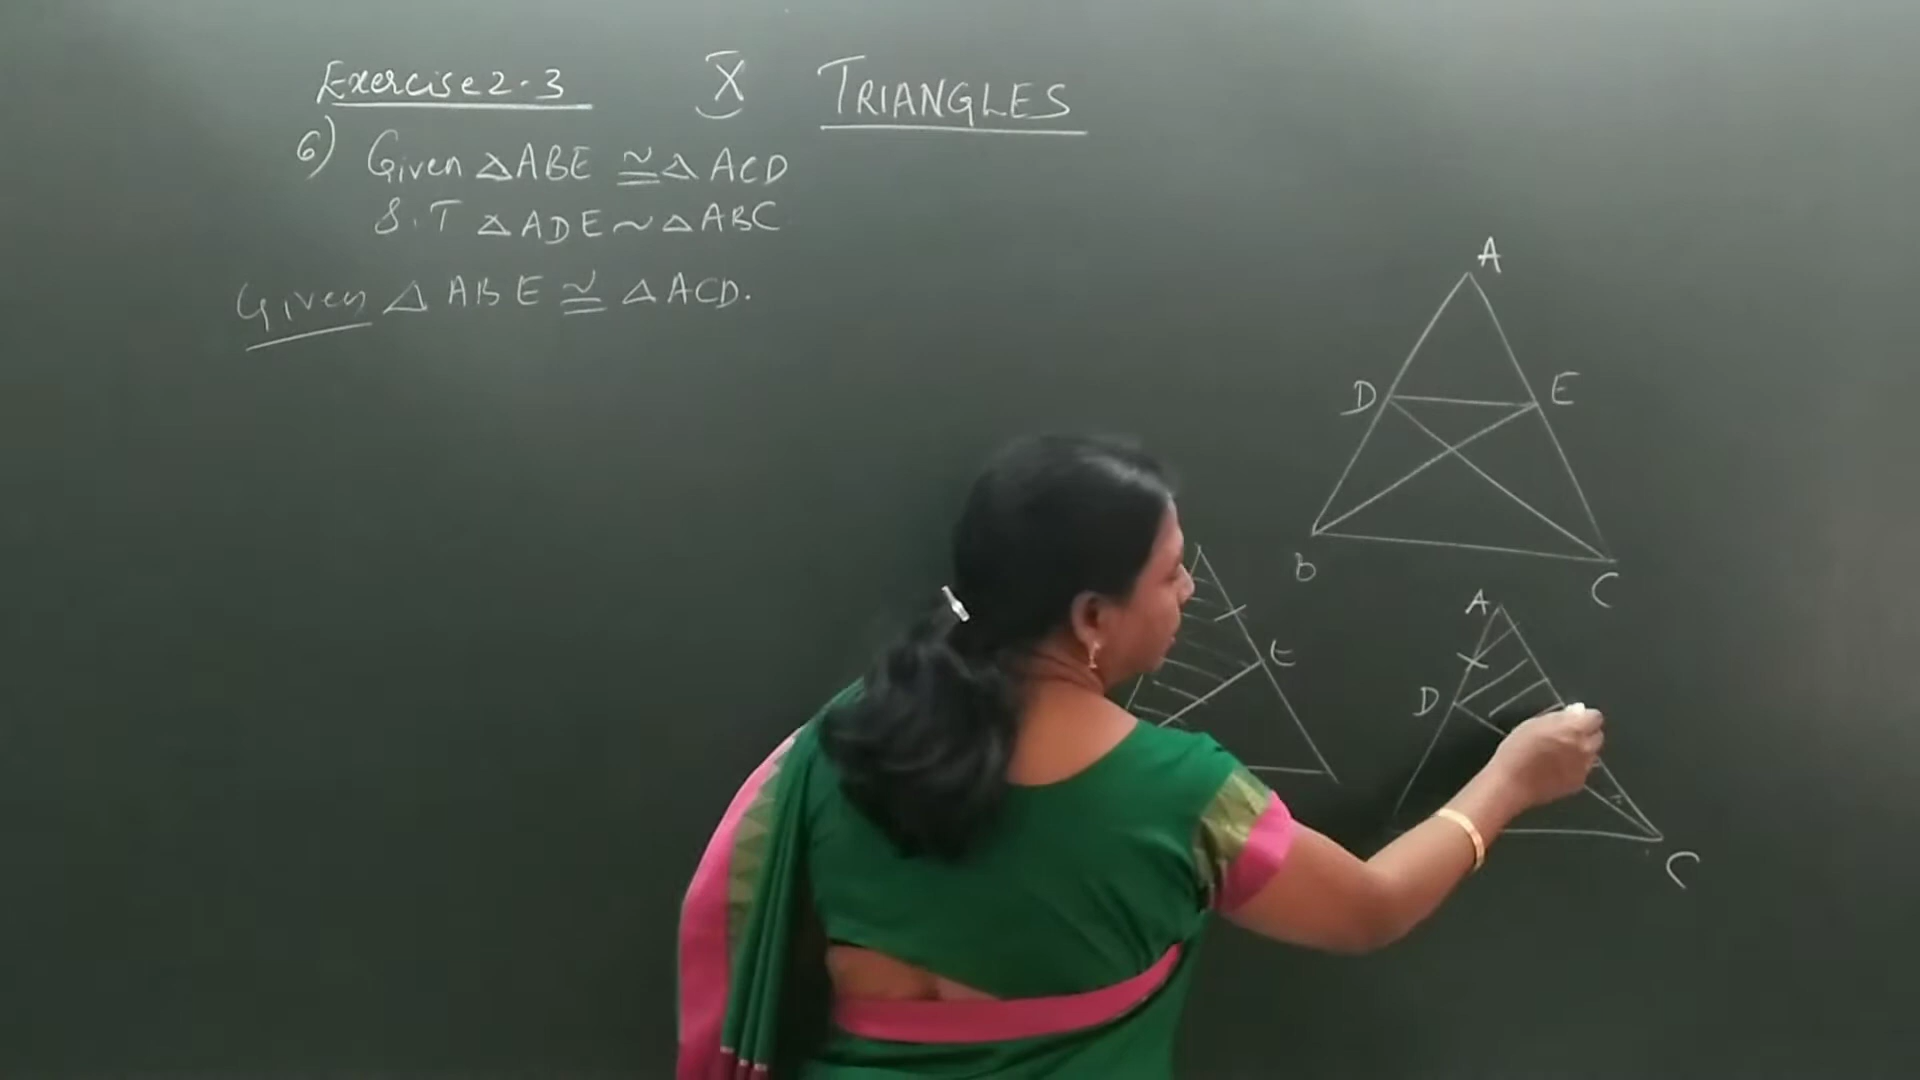 Exercise 2.3 X TRIANGLES
6) Given △ABE ≅ △ACD
S.T △ADE ~ △ABC
Given △ABE ≅ △ACD.
A
D E
B C
E
A
D
C